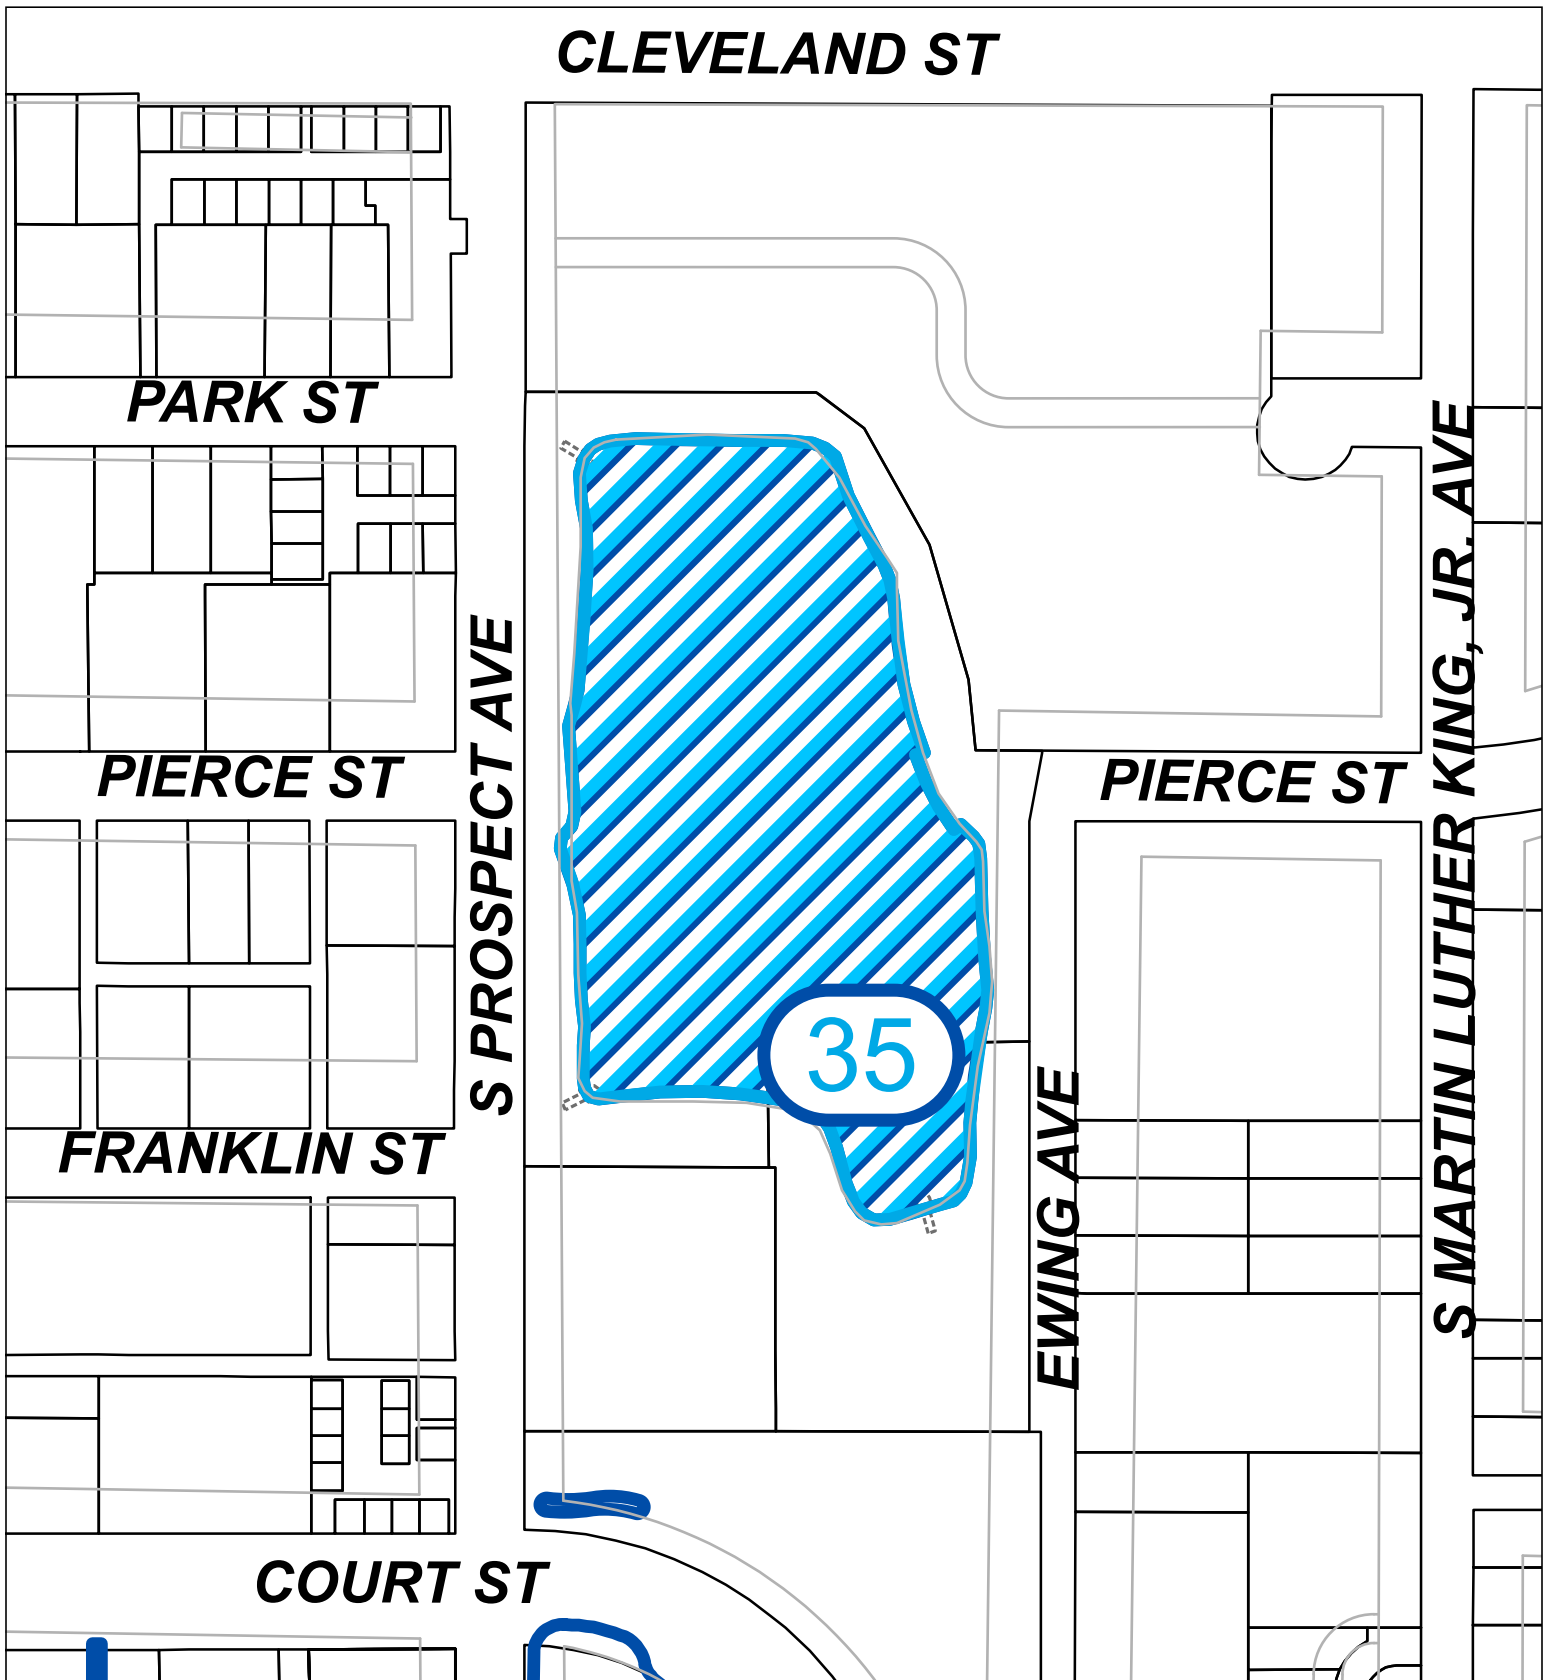 CLEVELAND ST
PARK ST
S MARTIN LUTHER KING, JR. AVE
S PROSPECT AVE
PIERCE ST
PIERCE ST
35
EWING AVE
FRANKLIN ST
COURT ST